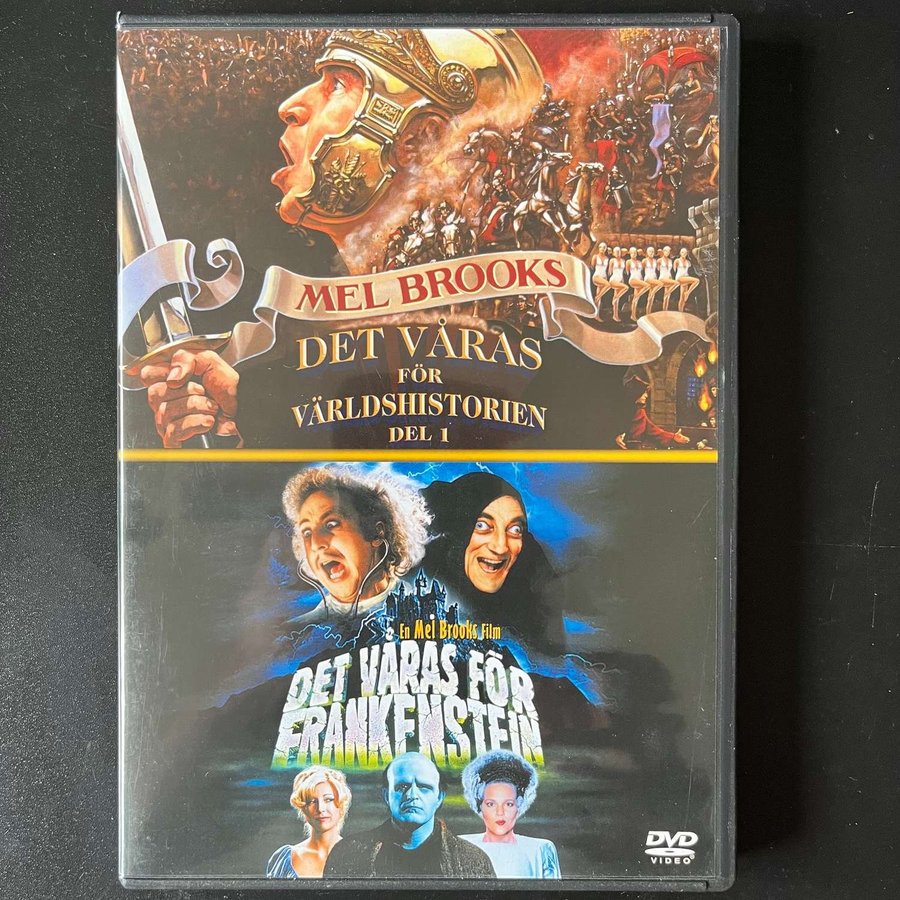 MEL BROOKS
DET VÅRAS
FÖR
VÄRLDSHISTORIEN
DEL 1
En Mel Brooks Film
DET VÅRAS FÖR
FRANKENSTEIN
DVD
VIDEO